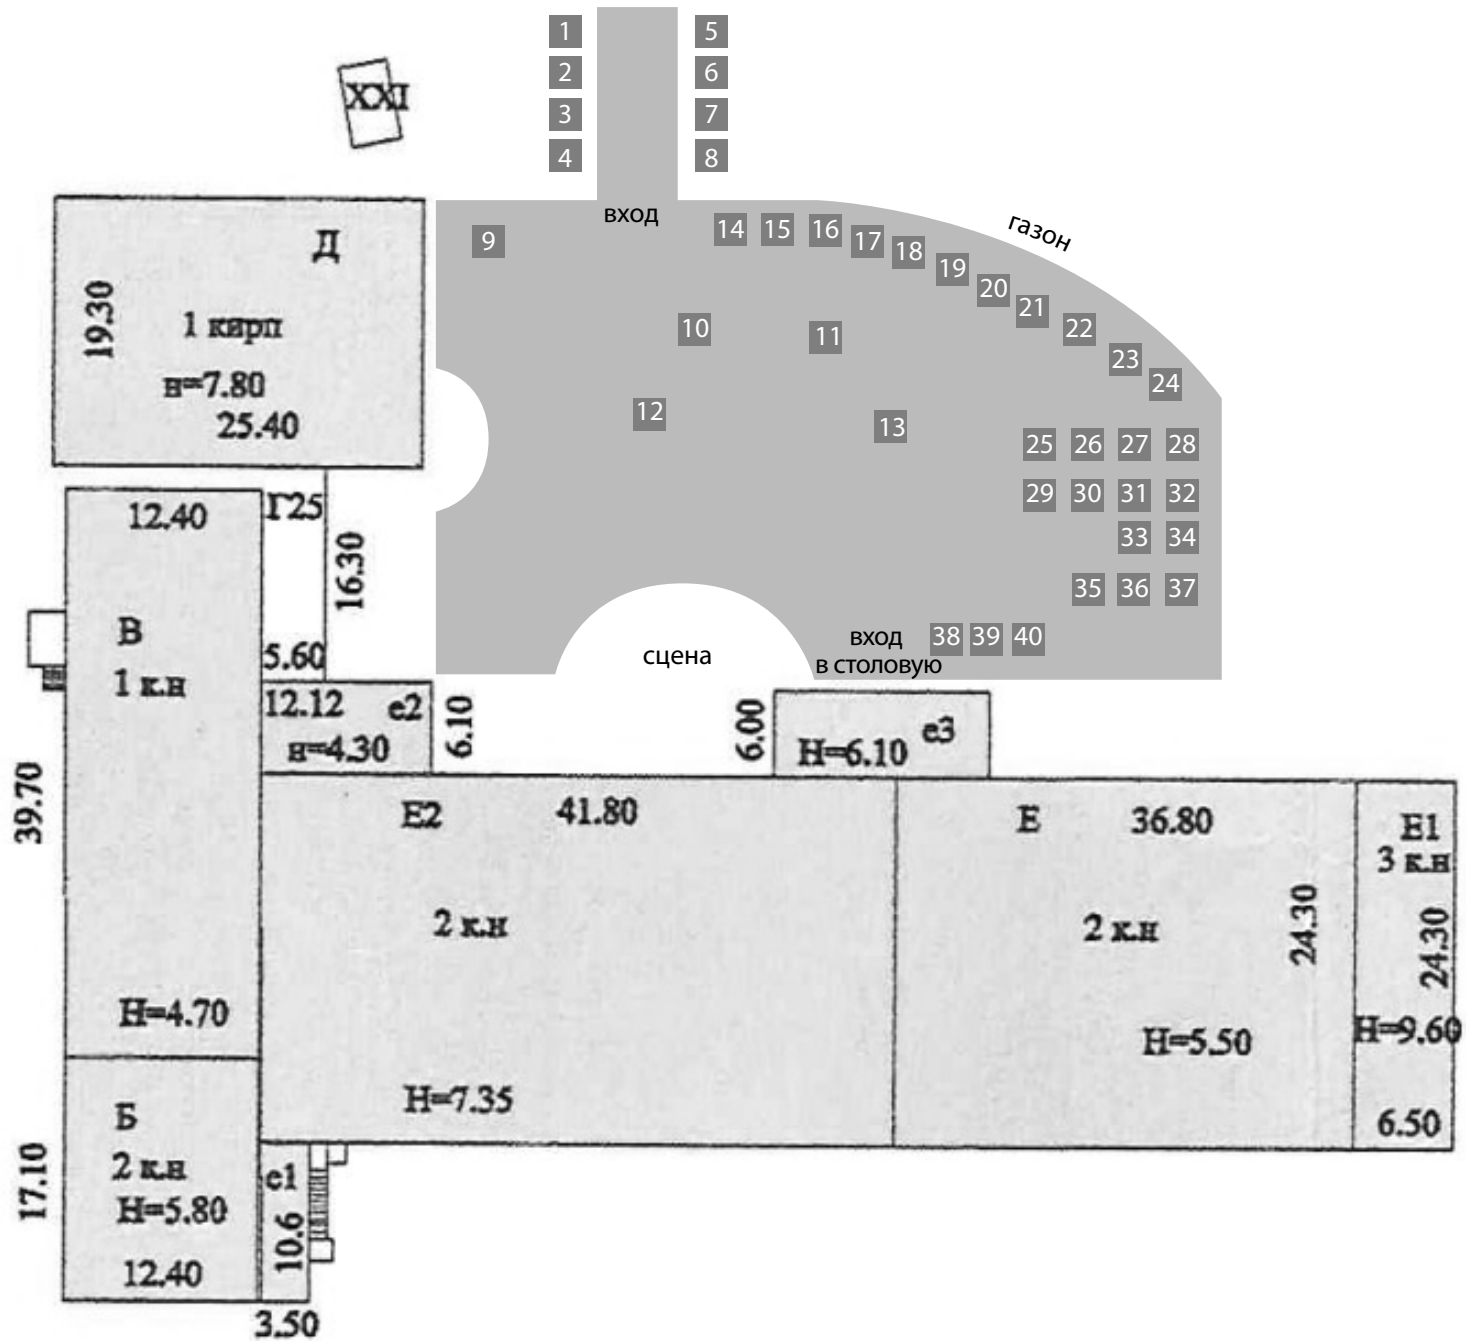 1 5
2 6
3 7
4 8
XXI
вход
газон
9 14 15 16 17 18 19 20 21 22 23 24
10 11
12 13
25 26 27 28
29 30 31 32
33 34
35 36 37
38 39 40
сцена
вход
в столовую
Д
19.30
1 кирп
н=7.80
25.40
12.40
Г25
16.30
В
1 к.н
5.60
12.12 е2
н=4.30
6.10
6.00
Н=6.10 е3
39.70
Е2 41.80
2 к.н
Н=7.35
Е 36.80
2 к.н
24.30
Н=5.50
Е1
3 к.н
24.30
Н=9.60
6.50
Н=4.70
Б
2 к.н
Н=5.80
12.40
17.10
е1
10.6
3.50